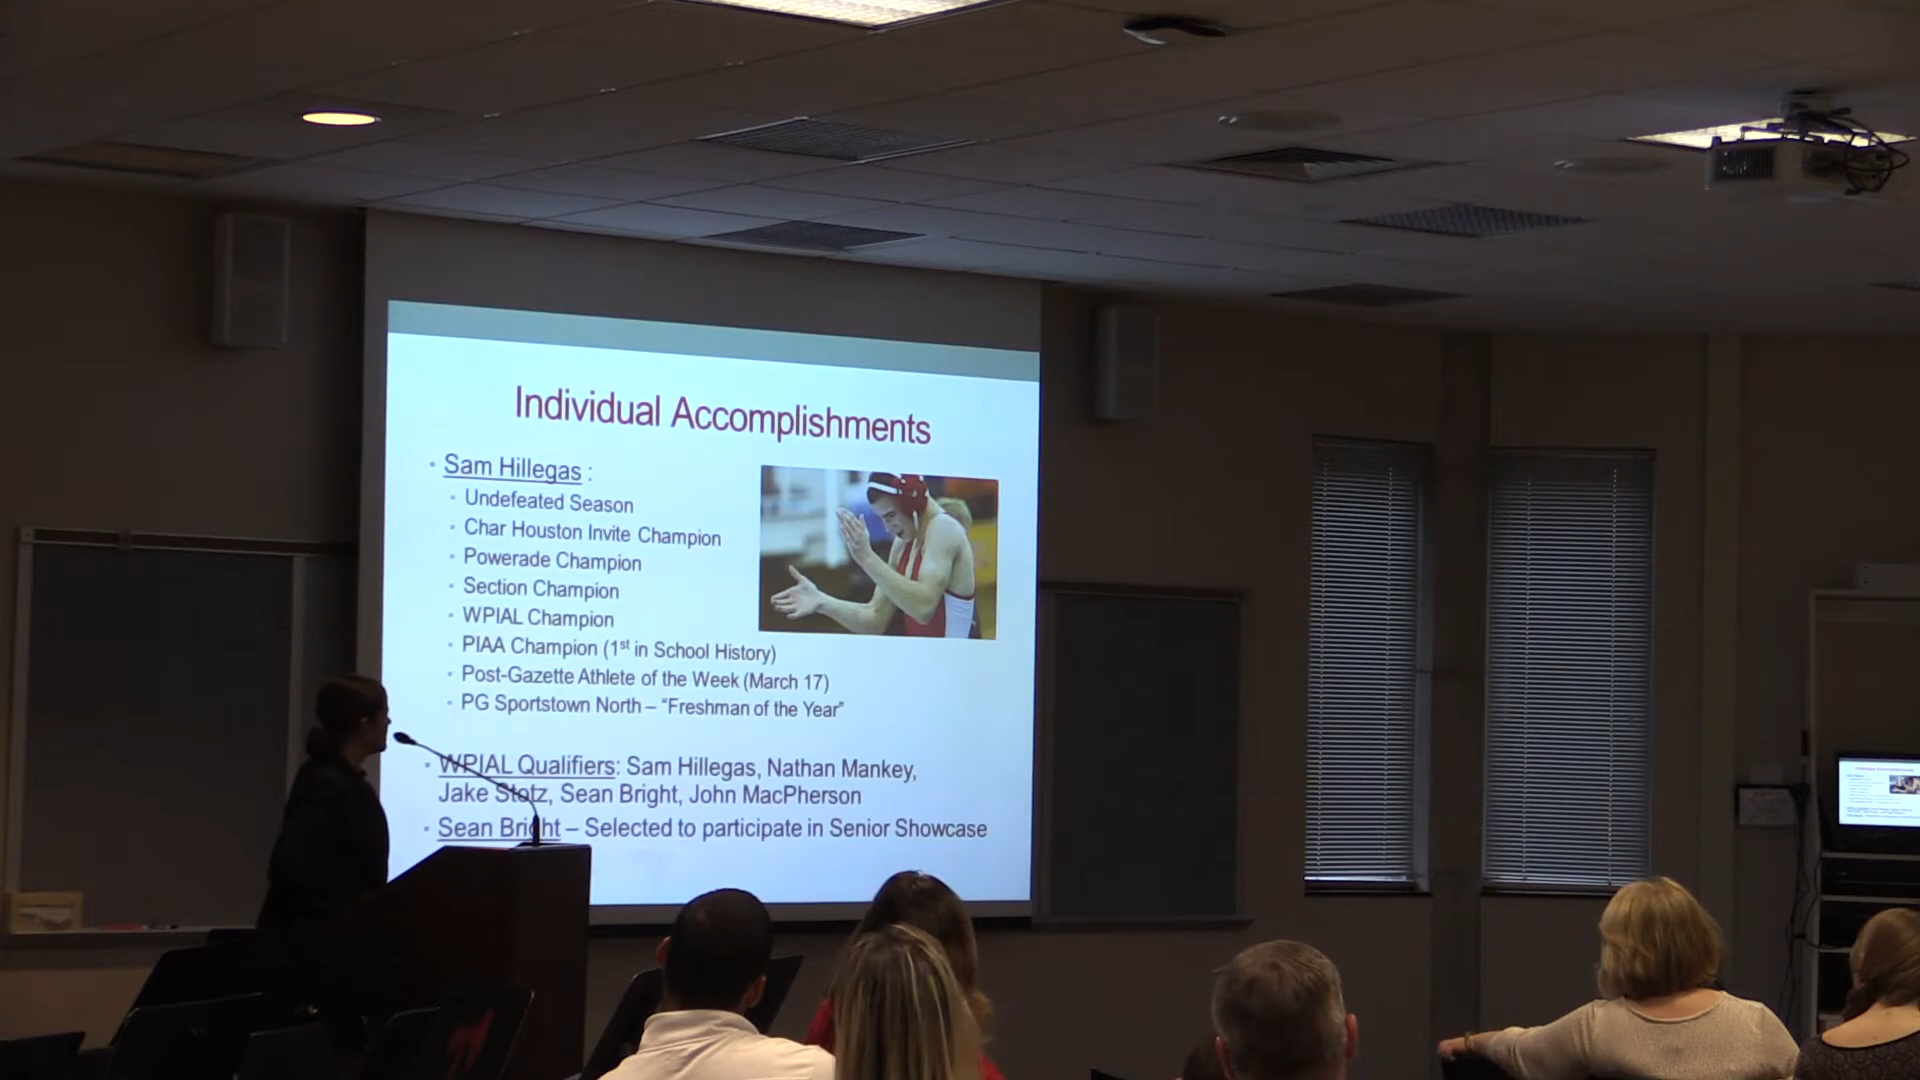 Individual Accomplishments
Sam Hillegas :
Undefeated Season
Char Houston Invite Champion
Powerade Champion
Section Champion
WPIAL Champion
PIAA Champion (1st in School History)
Post-Gazette Athlete of the Week (March 17)
PG Sportstown North – “Freshman of the Year”
WPIAL Qualifiers: Sam Hillegas, Nathan Mankey,
Jake Stotz, Sean Bright, John MacPherson
Sean Bright – Selected to participate in Senior Showcase